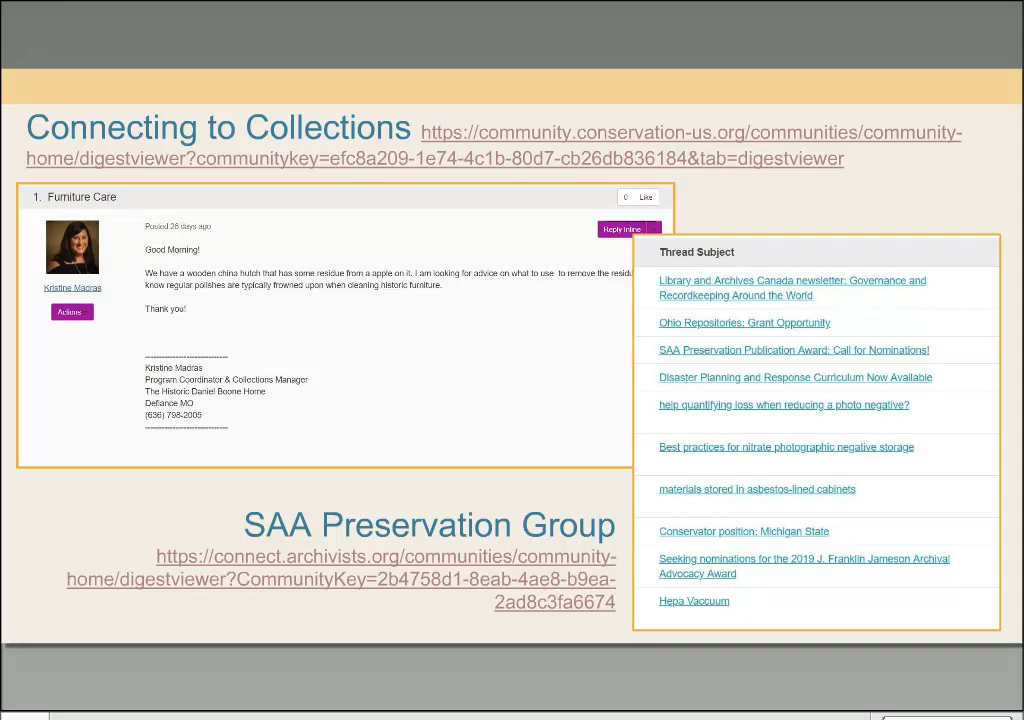 Connecting to Collections https://community.conservation-us.org/communities/community-
home/digestviewer?communitykey=efc8a209-1e74-4c1b-80d7-cb26db836184&tab=digestviewer
1. Furniture Care
0 Like
Posted 26 days ago
Reply Inline
Good Morning!
We have a wooden china hutch that has some residue from a apple on it. I am looking for advice on what to use to remove the
know regular polishes are typically frowned upon when cleaning historic furniture.
Kristine Madras
Actions
Thank you!
------------------------------
Kristine Madras
Program Coordinator & Collections Manager
The Historic Daniel Boone Home
Defiance MO
(636) 798-2005
------------------------------
Thread Subject
Library and Archives Canada newsletter: Governance and
Recordkeeping Around the World
Ohio Repositories: Grant Opportunity
SAA Preservation Publication Award: Call for Nominations!
Disaster Planning and Response Curriculum Now Available
help quantifying loss when reducing a photo negative?
Best practices for nitrate photographic negative storage
materials stored in asbestos-lined cabinets
Conservator position: Michigan State
Seeking nominations for the 2019 J. Franklin Jameson Archival
Advocacy Award
Hepa Vaccuum
SAA Preservation Group
https://connect.archivists.org/communities/community-
home/digestviewer?CommunityKey=2b4758d1-8eab-4ae8-b9ea-
2ad8c3fa6674